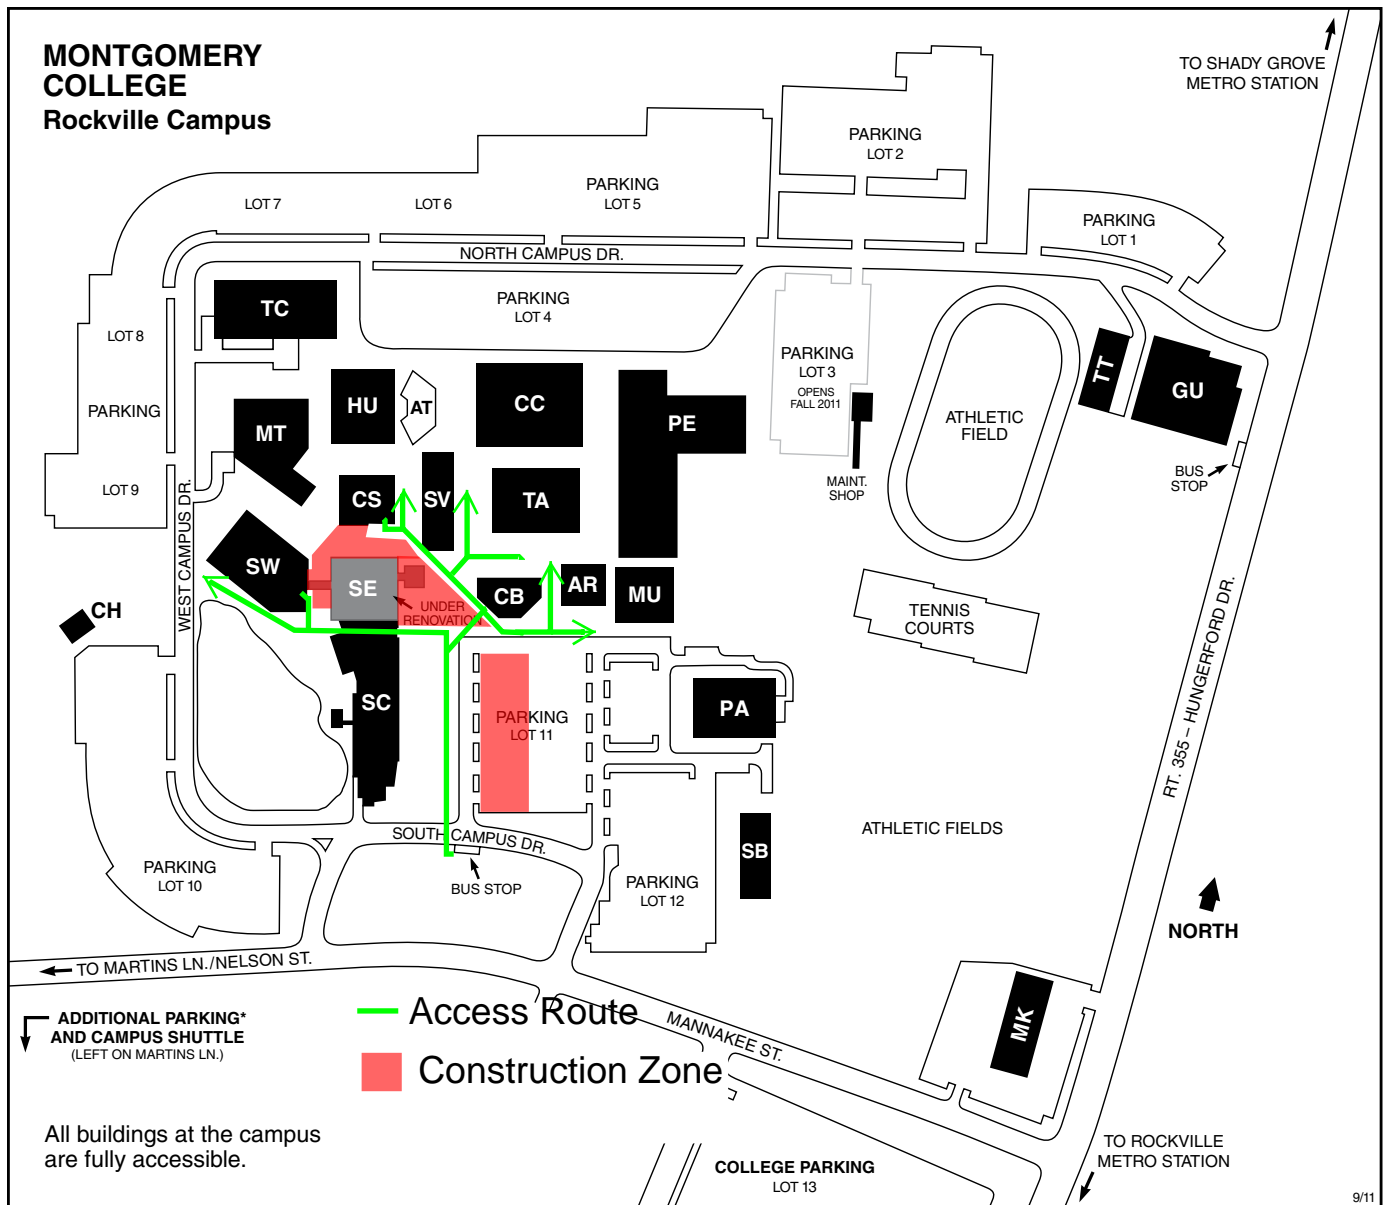 MONTGOMERY
COLLEGE
Rockville Campus
TO SHADY GROVE
METRO STATION
PARKING
LOT 2
PARKING
LOT 5
LOT 7
LOT 6
PARKING
LOT 1
NORTH CAMPUS DR.
PARKING
LOT 4
TC
LOT 8
PARKING
LOT 3
OPENS
FALL 2011
TT
GU
HU
AT
CC
PE
PARKING
MT
ATHLETIC
FIELD
BUS
STOP
MAINT.
SHOP
LOT 9
CS
SV
TA
WEST CAMPUS DR.
SW
SE
UNDER
RENOVATION
CB
AR
MU
CH
TENNIS
COURTS
RT. 355 – HUNGERFORD DR.
SC
PARKING
LOT 11
PA
SOUTH CAMPUS DR.
ATHLETIC FIELDS
SB
PARKING
LOT 10
BUS STOP
PARKING
LOT 12
NORTH
TO MARTINS LN./NELSON ST.
ADDITIONAL PARKING*
AND CAMPUS SHUTTLE
(LEFT ON MARTINS LN.)
Access Route
MANNAKEE ST.
MK
Construction Zone
All buildings at the campus
are fully accessible.
COLLEGE PARKING
LOT 13
TO ROCKVILLE
METRO STATION
9/11